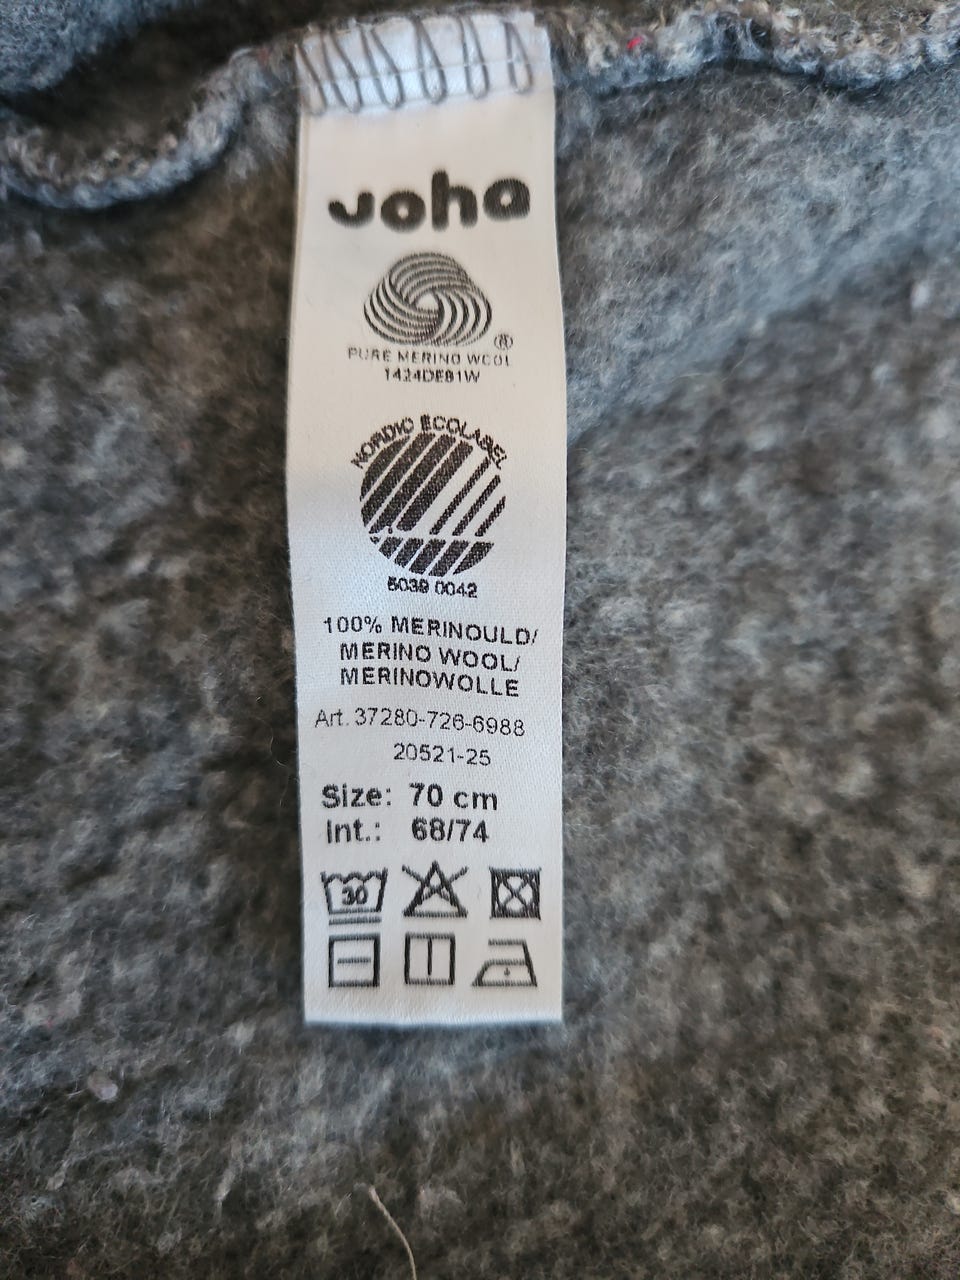 Joha
®
PURE MERINO WOOL
1424DE81W
NORDIC ECOLABEL
5039 0042
100% MERINOULD/
MERINO WOOL/
MERINOWOLLE
Art. 37280-726-6988
20521-25
Size: 70 cm
Int.: 68/74
30